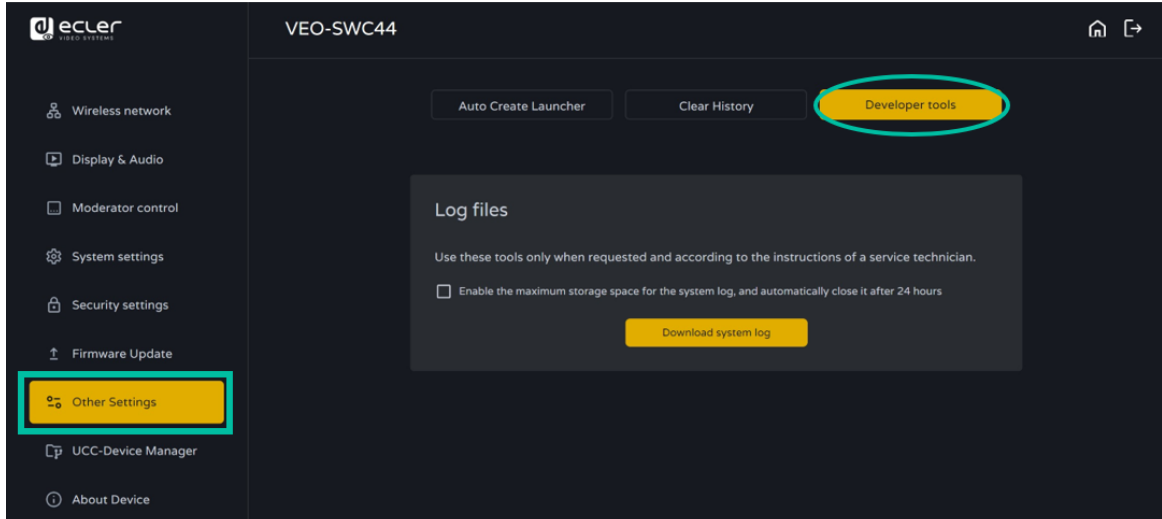 ecler
VIDEO SYSTEMS
VEO-SWC44
Wireless network
Display & Audio
Moderator control
System settings
Security settings
Firmware Update
Other Settings
UCC-Device Manager
About Device
Auto Create Launcher
Clear History
Developer tools
Log files
Use these tools only when requested and according to the instructions of a service technician.
Enable the maximum storage space for the system log, and automatically close it after 24 hours
Download system log